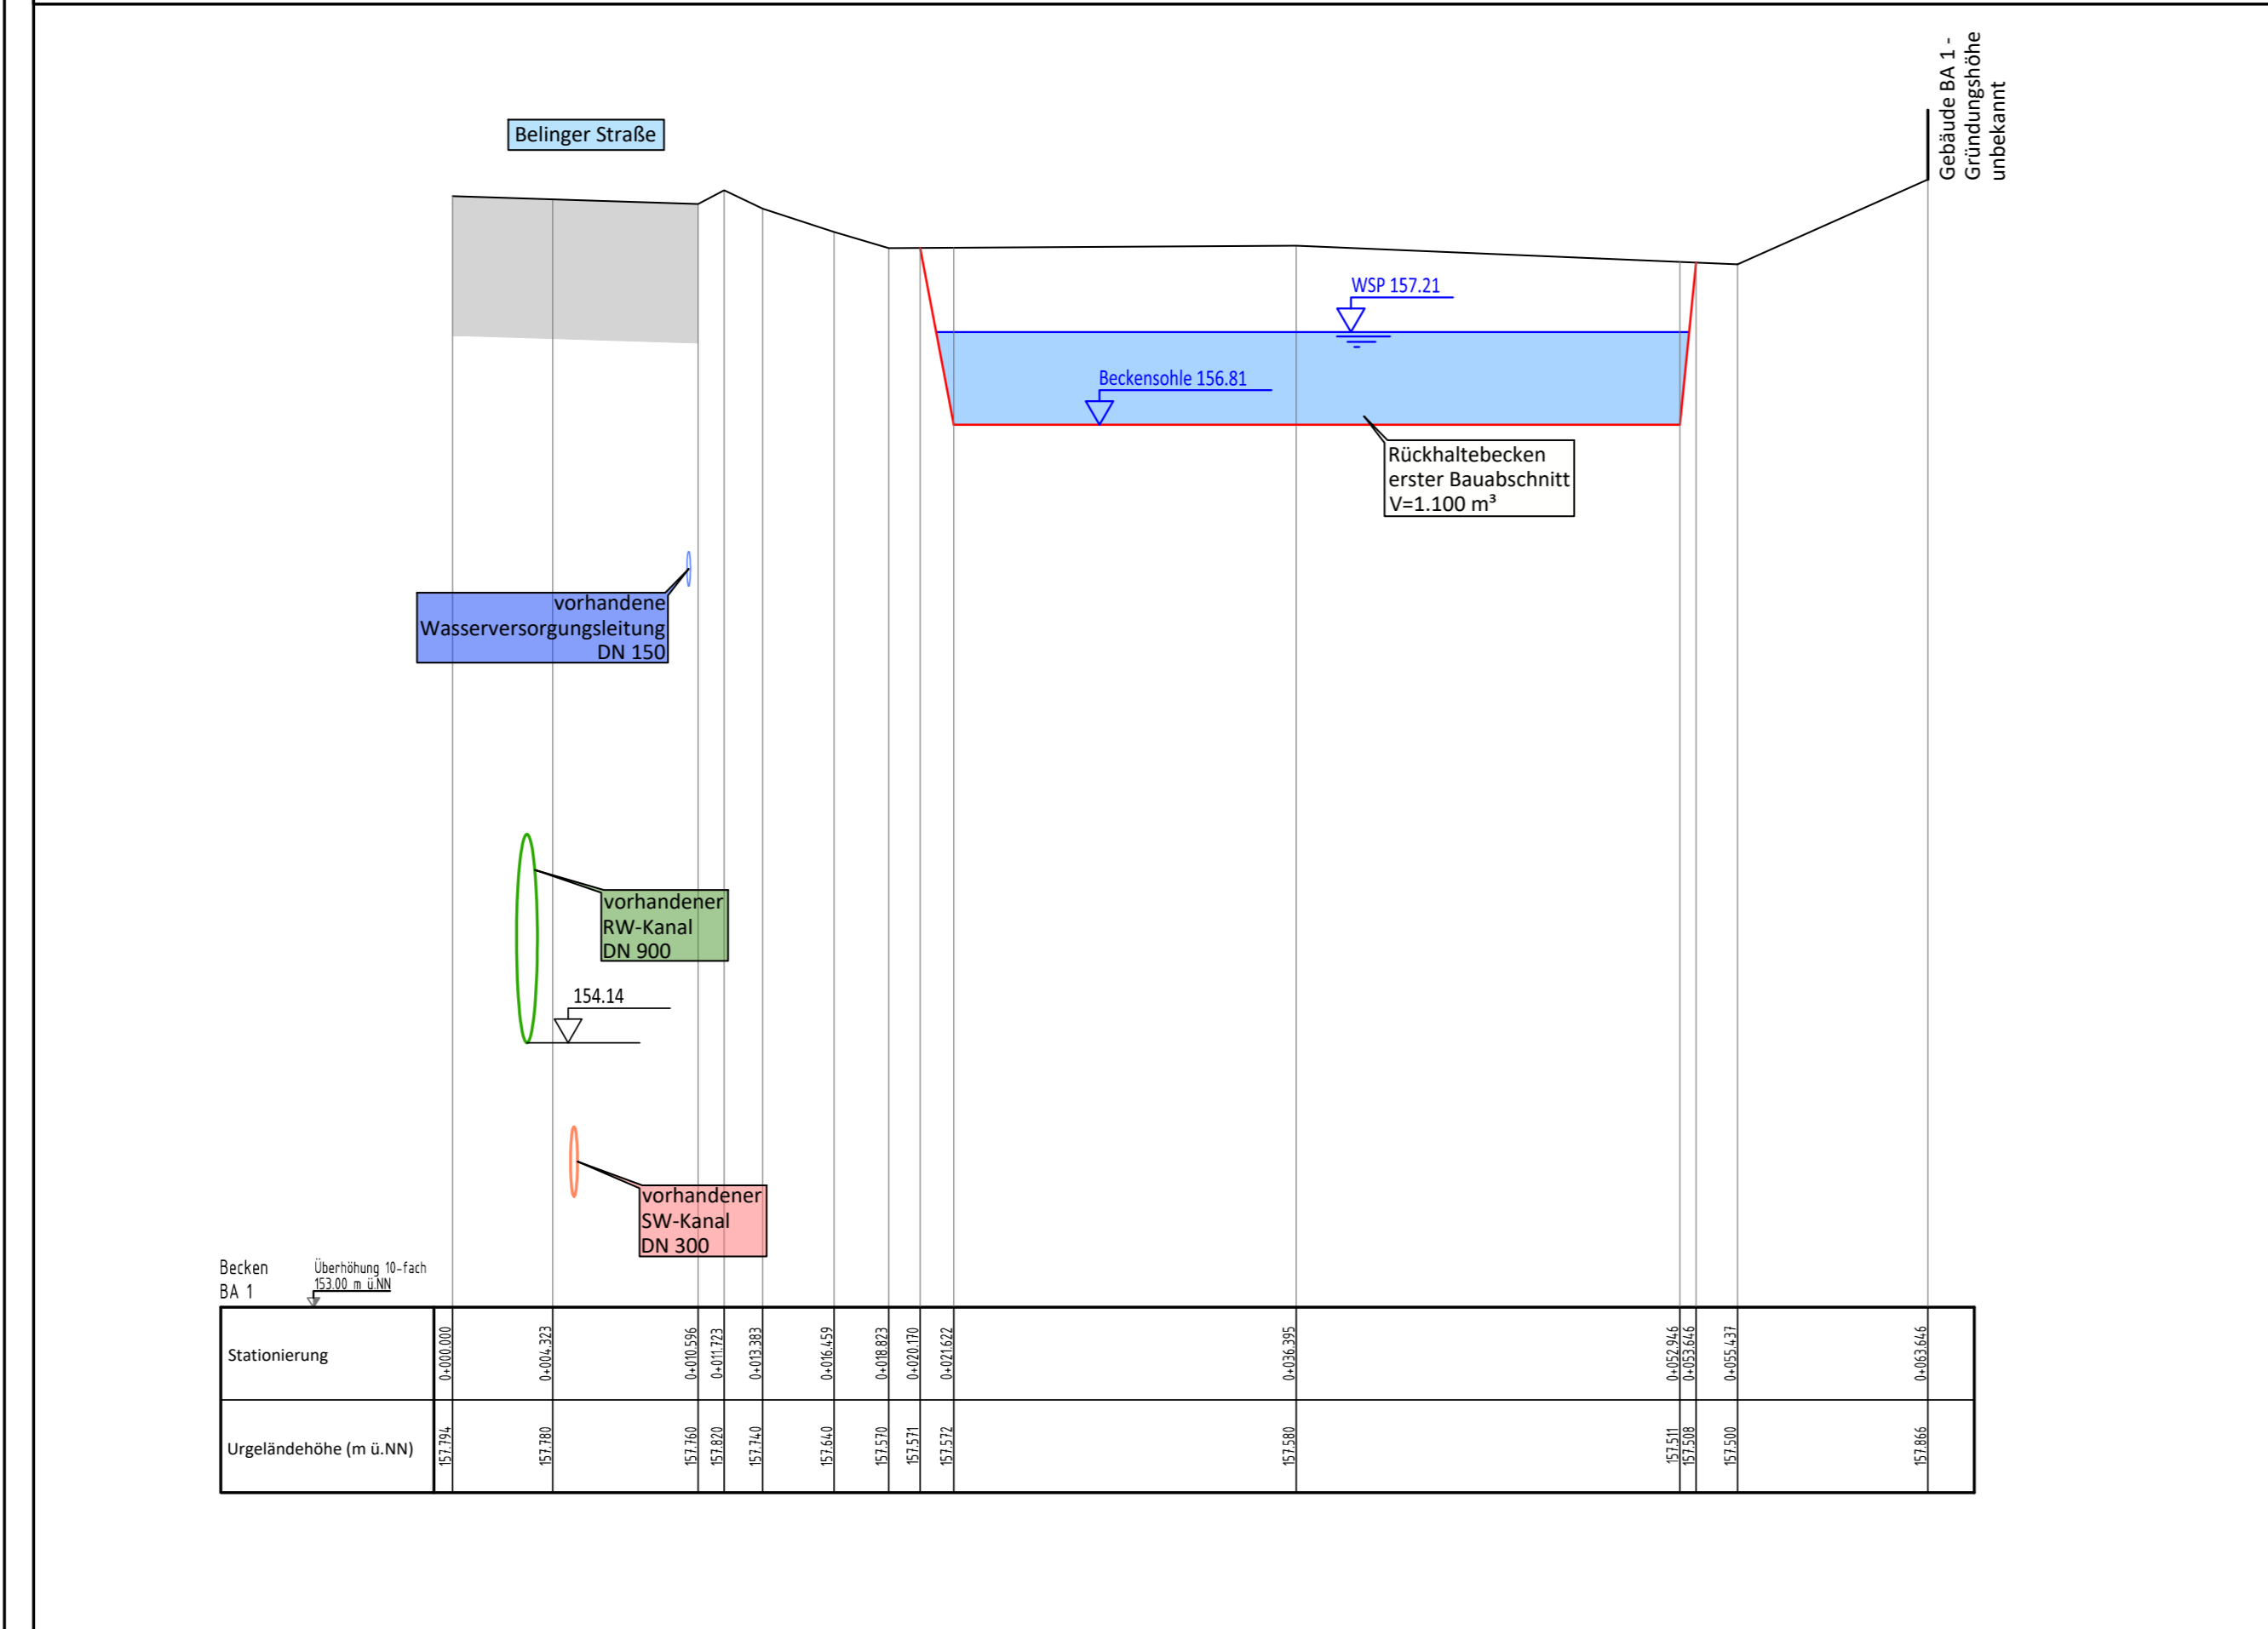 Gebäude BA 1 -
Gründungshöhe
unbekannt
Belinger Straße
WSP 157.21
Beckensohle 156.81
Rückhaltebecken
erster Bauabschnitt
V=1.100 m³
vorhandene
Wasserversorgungsleitung
DN 150
vorhandener
RW-Kanal
DN 900
154.14
vorhandener
SW-Kanal
DN 300
Becken
BA 1
Überhöhung 10-fach
153.00 m ü.NN
Stationierung
0+000.000
0+004.323
0+010.596
0+011.723
0+013.383
0+016.459
0+018.823
0+020.170
0+021.622
0+036.395
0+052.946
0+053.646
0+055.437
0+063.646
Urgeländehöhe (m ü.NN)
157.794
157.780
157.760
157.820
157.740
157.640
157.570
157.571
157.572
157.580
157.511
157.508
157.500
157.866